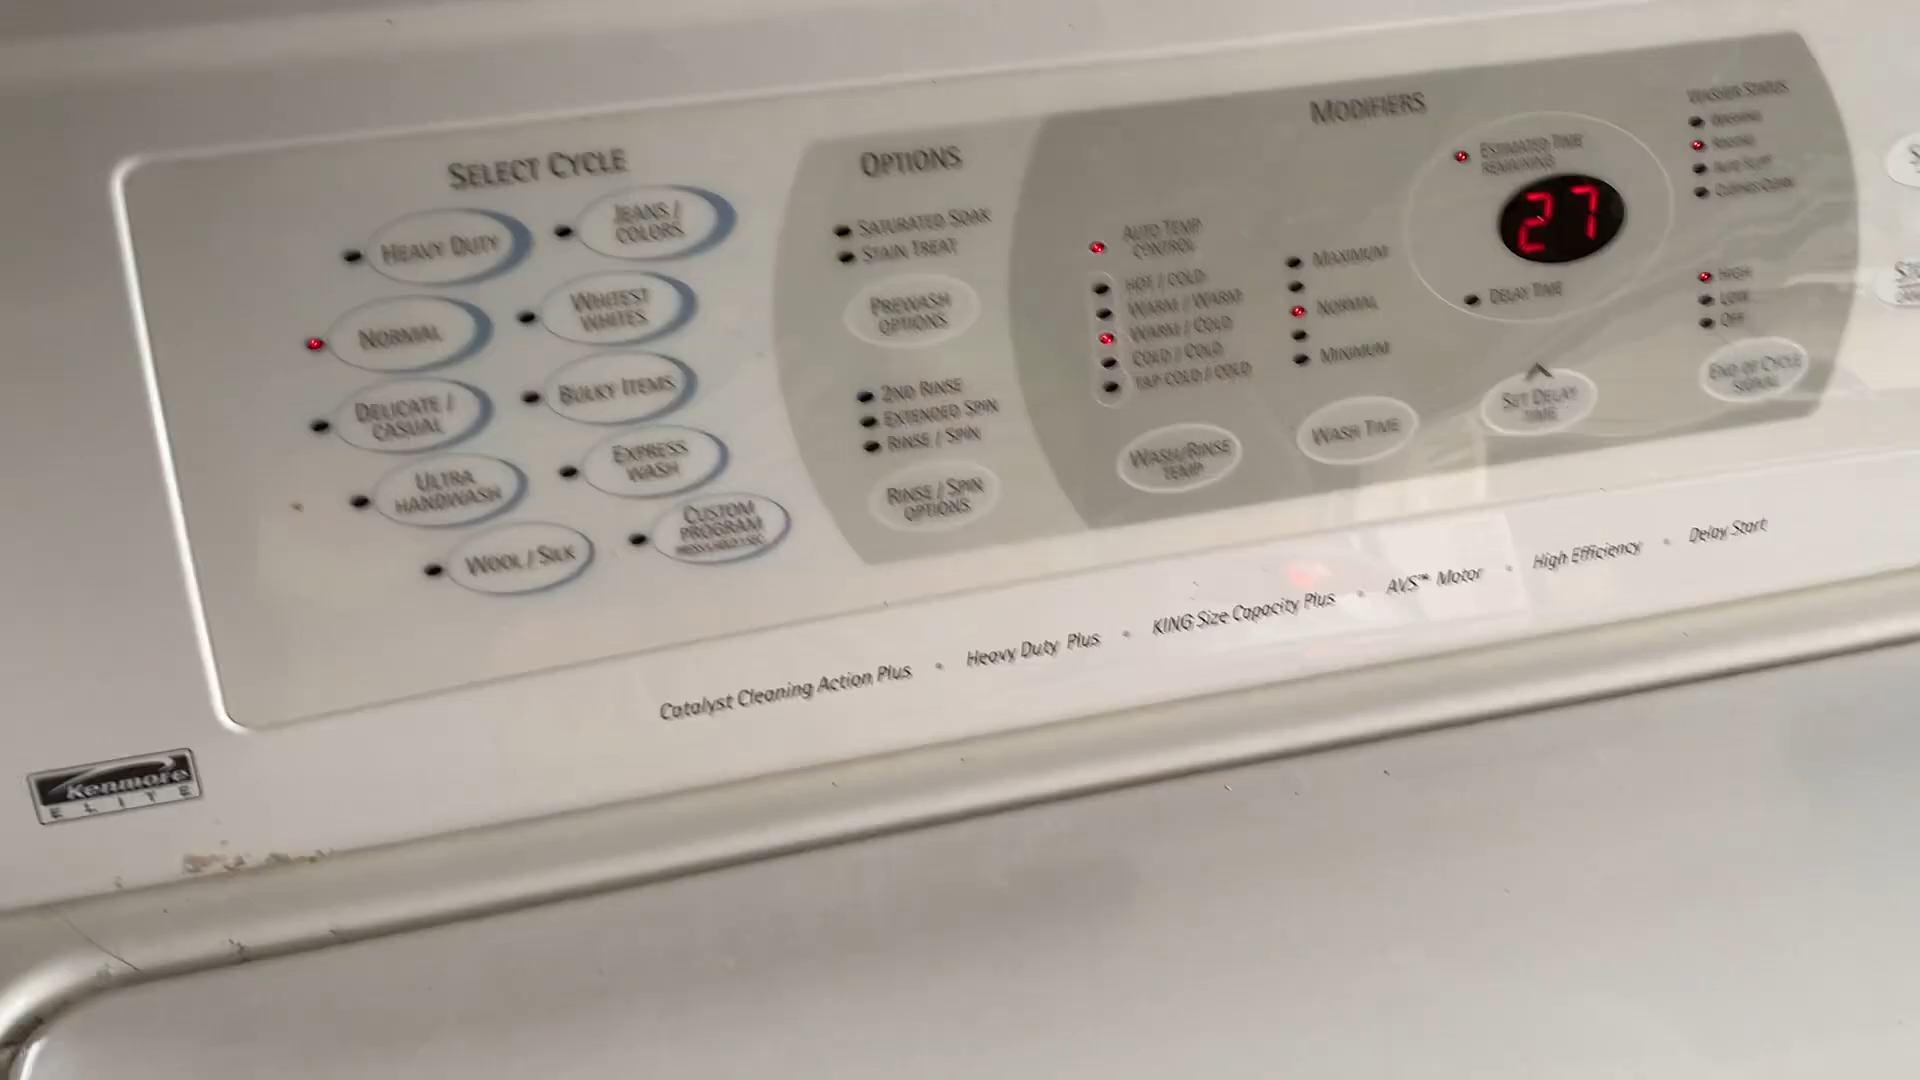 SELECT CYCLE
HEAVY DUTY
JEANS /
COLORS
NORMAL
WHITEST
WHITES
DELICATE /
CASUAL
BULKY ITEMS
ULTRA
HANDWASH
EXPRESS
WASH
WOOL / SILK
CUSTOM
PROGRAM
OPTIONS
SATURATED SOAK
STAIN TREAT
PREWASH
OPTIONS
2ND RINSE
EXTENDED SPIN
RINSE / SPIN
RINSE / SPIN
OPTIONS
MODIFIERS
AUTO TEMP
CONTROL
HOT / COLD
WARM / WARM
WARM / COLD
COLD / COLD
TAP COLD / COLD
WASH/RINSE
TEMP
MAXIMUM
NORMAL
MINIMUM
WASH TIME
ESTIMATED TIME
REMAINING
27
DELAY TIME
SET DELAY
TIME
WASHER STATUS
HIGH
LOW
OFF
END OF CYCLE
SIGNAL
Catalyst Cleaning Action Plus • Heavy Duty Plus • KING Size Capacity Plus • AVS™ Motor • High Efficiency • Delay Start
Kenmore
ELITE